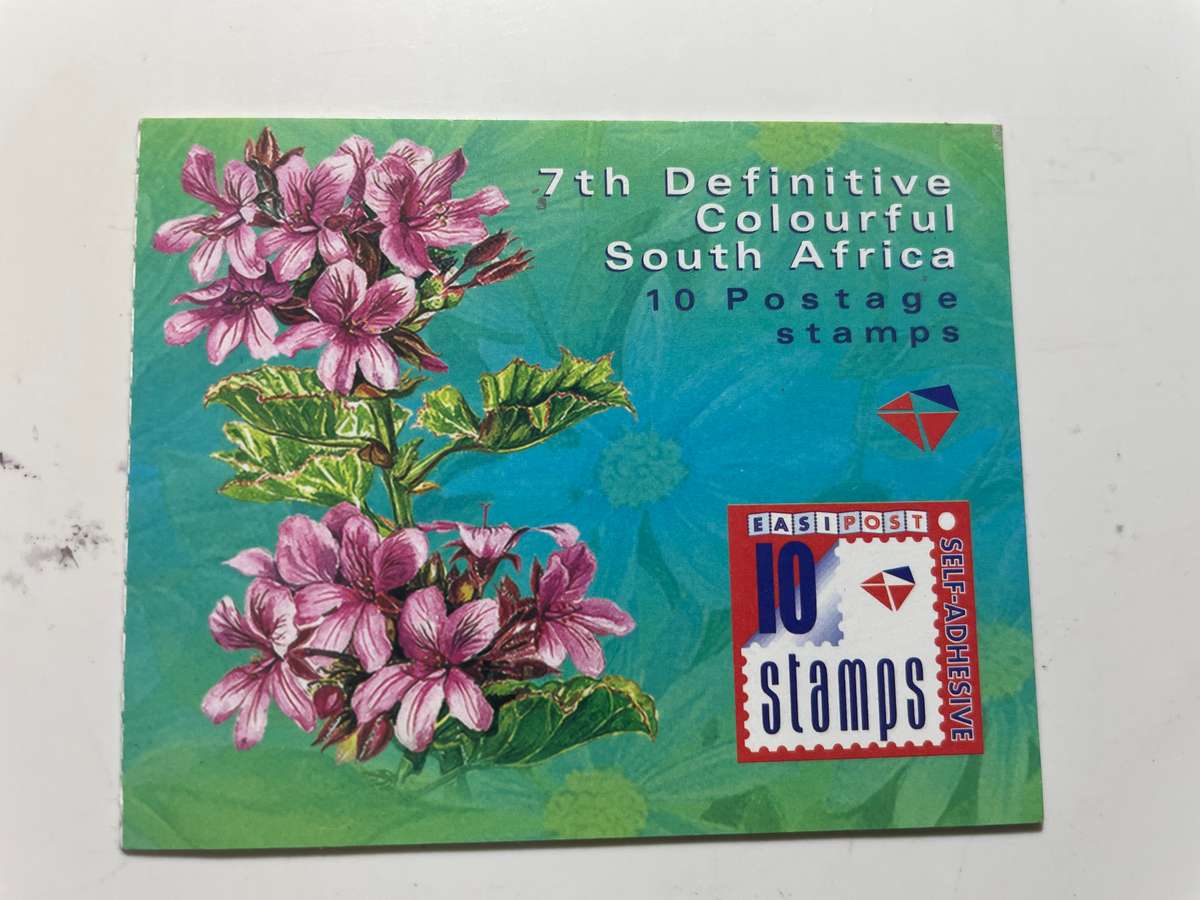 7th Definitive
Colourful
South Africa
10 Postage
stamps
EASIPOST
10
stamps
SELF-ADHESIVE